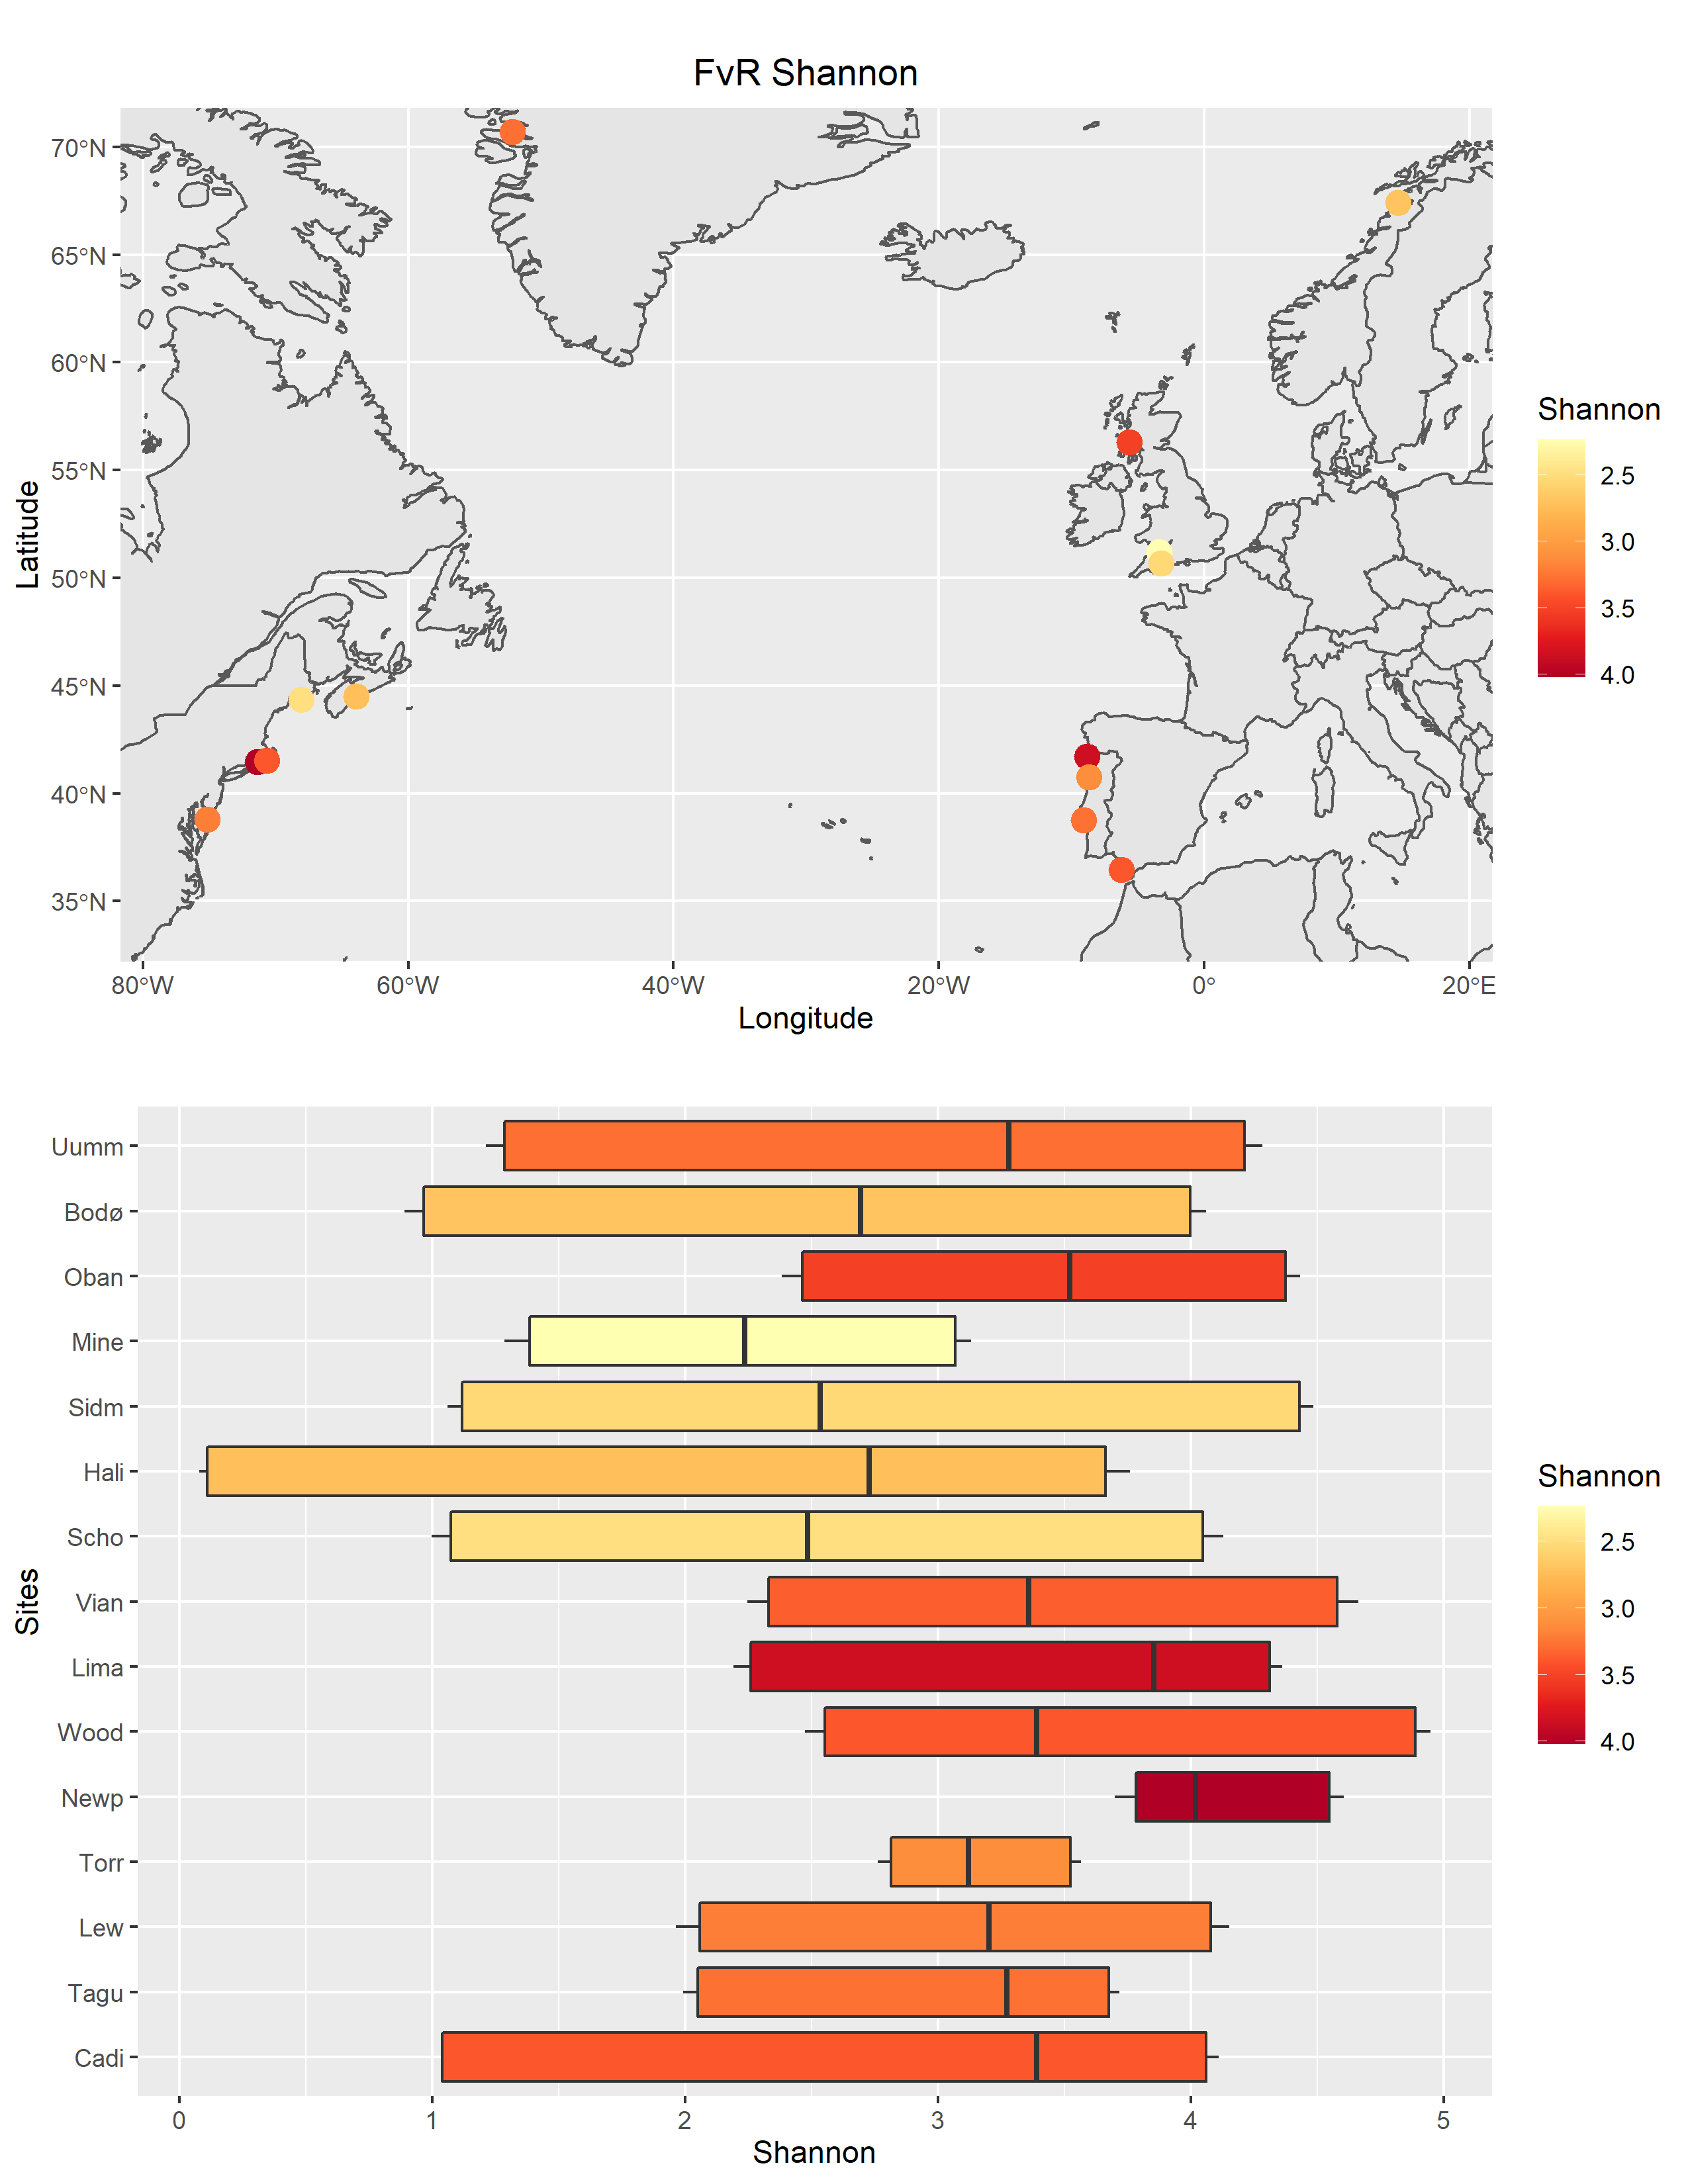 FvR Shannon
70°N
65°N
60°N
55°N
50°N
45°N
40°N
35°N
Latitude
80°W 60°W 40°W 20°W 0° 20°E
Longitude
Shannon
2.5
3.0
3.5
4.0
Uumm
Bodø
Oban
Mine
Sidm
Hali
Scho
Vian
Lima
Wood
Newp
Torr
Lew
Tagu
Cadi
Sites
0 1 2 3 4 5
Shannon
Shannon
2.5
3.0
3.5
4.0